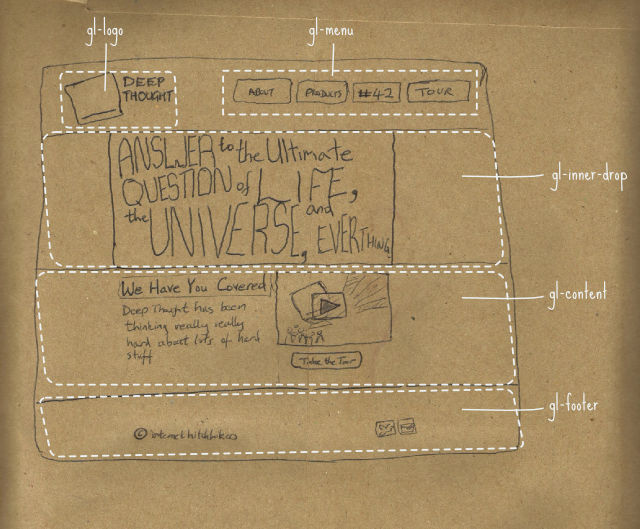 gl-logo
gl-menu
DEEP
THOUGHT
ABOUT
PRODUCTS
#42
TOUR
ANSWER to the Ultimate
QUESTION of LIFE,
the UNIVERSE, and
EVERYTHING
gl-inner-drop
We Have You Covered
Deep Thought has been
thinking really really
hard about lots of hard
stuff
Take the Tour
gl-content
gl-footer
©